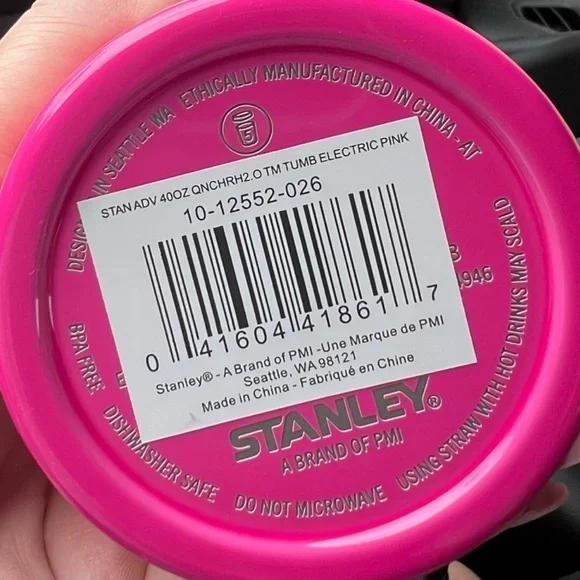 STAN ADV 40OZ QNCHRH2.O TM TUMB ELECTRIC PINK
10-12552-026
0 41604 41861 7
Stanley® - A Brand of PMI -Une Marque de PMI
Seattle, WA 98121
Made in China - Fabriqué en Chine
IN SEATTLE WA
ETHICALLY MANUFACTURED IN CHINA - AT
4946
STANLEY®
A BRAND OF PMI
BPA FREE
DISHWASHER SAFE
DO NOT MICROWAVE
USING STRAW WITH HOT DRINKS MAY SCALD